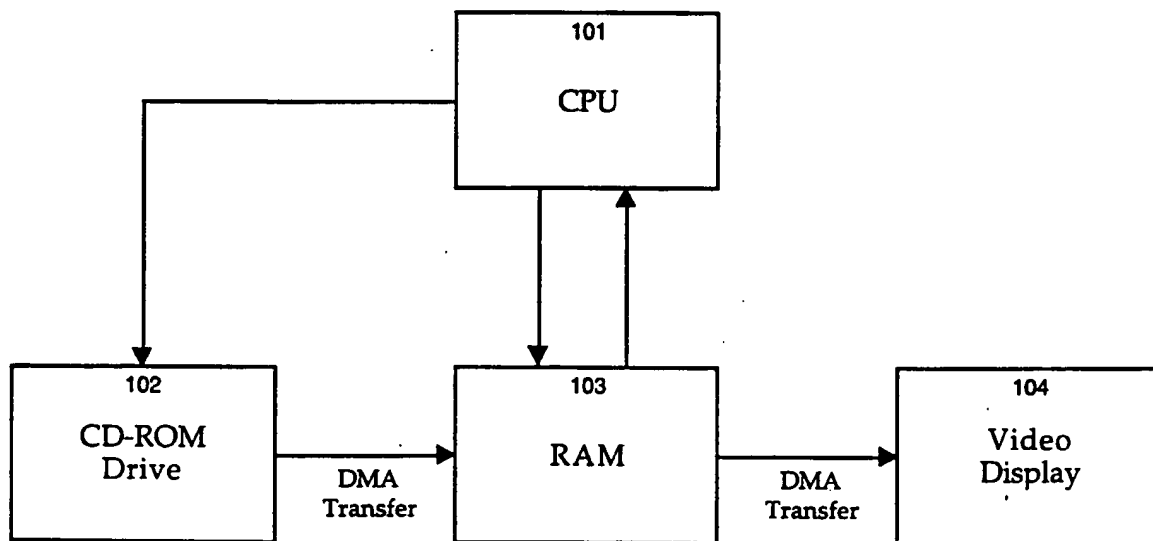 101
CPU
102
CD-ROM
Drive
DMA
Transfer
103
RAM
DMA
Transfer
104
Video
Display